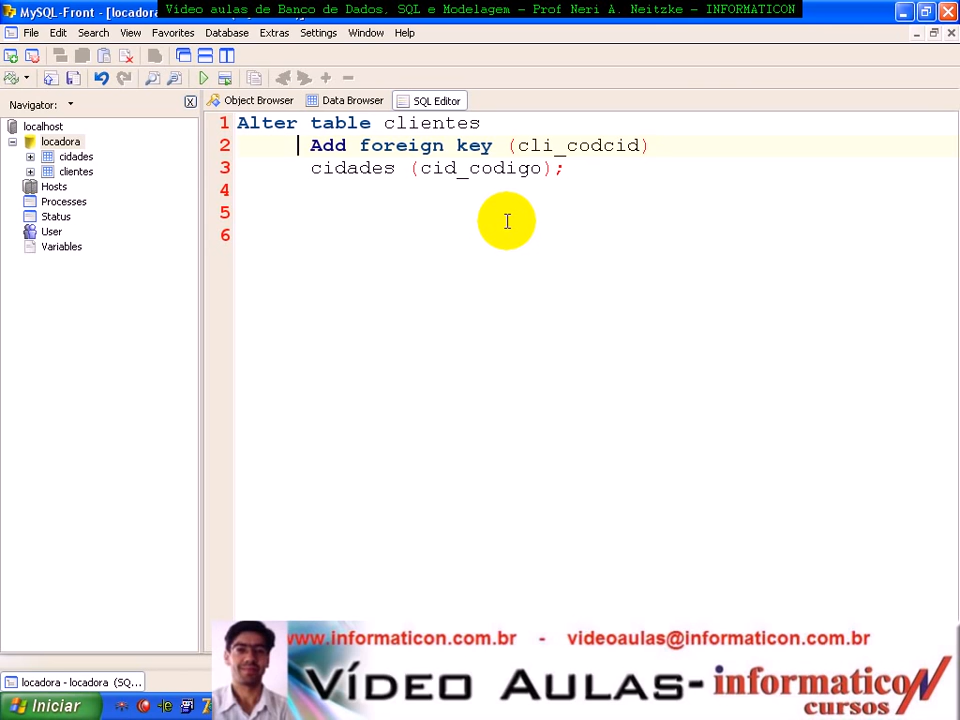 MySQL-Front - [locadora
Vídeo aulas de Banco de Dados, SQL e Modelagem – Prof Neri A. Neitzke – INFORMATICON
File Edit Search View Favorites Database Extras Settings Window Help
Navigator:
Object Browser Data Browser SQL Editor
localhost
locadora
cidades
clientes
Hosts
Processes
Status
User
Variables
1 Alter table clientes
2 Add foreign key (cli_codcid)
3 cidades (cid_codigo);
4
5
6
www.informaticon.com.br - videoaulas@informaticon.com.br
Vídeo Aulas- informaticon
cursos
locadora - locadora (SQ...
Iniciar